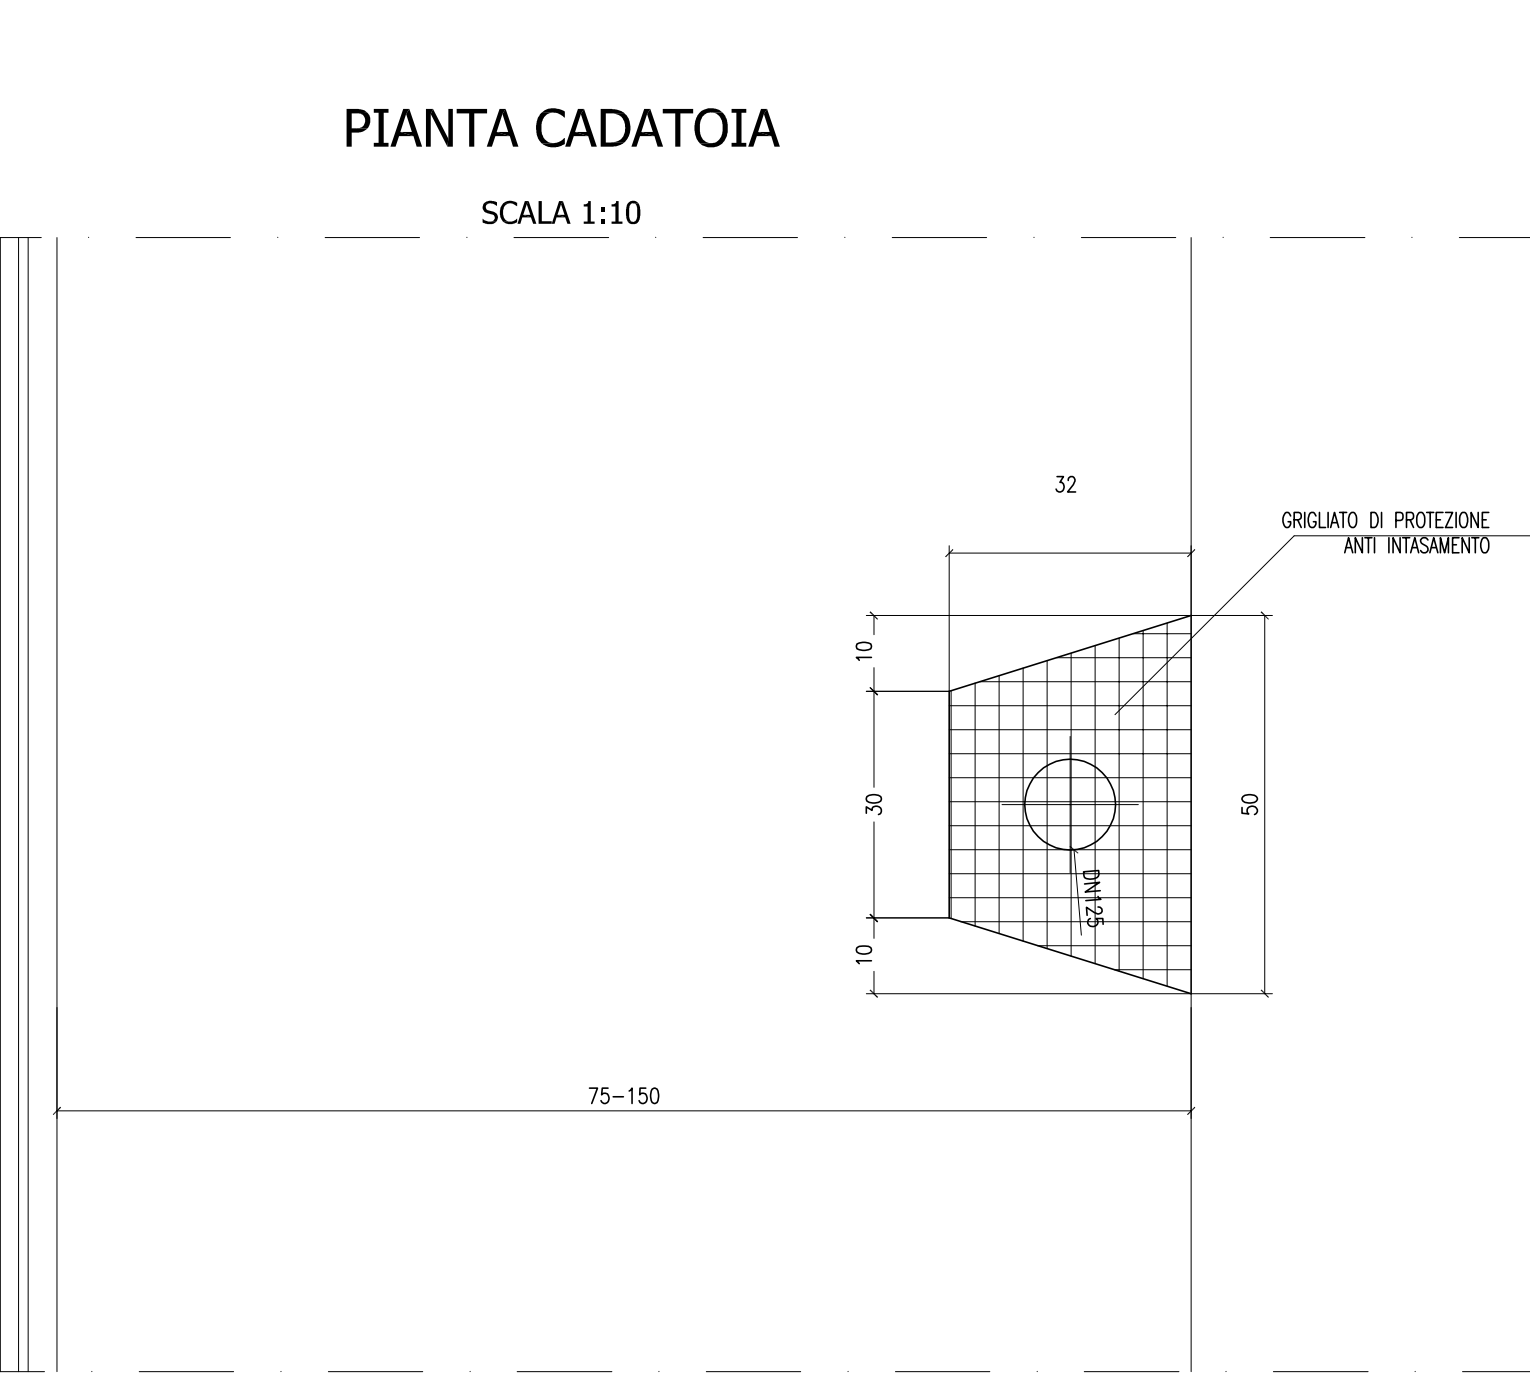 PIANTA CADATOIA
SCALA 1:10
32
GRIGLIATO DI PROTEZIONE
ANTI INTASAMENTO
10
30
50
DN125
10
75-150